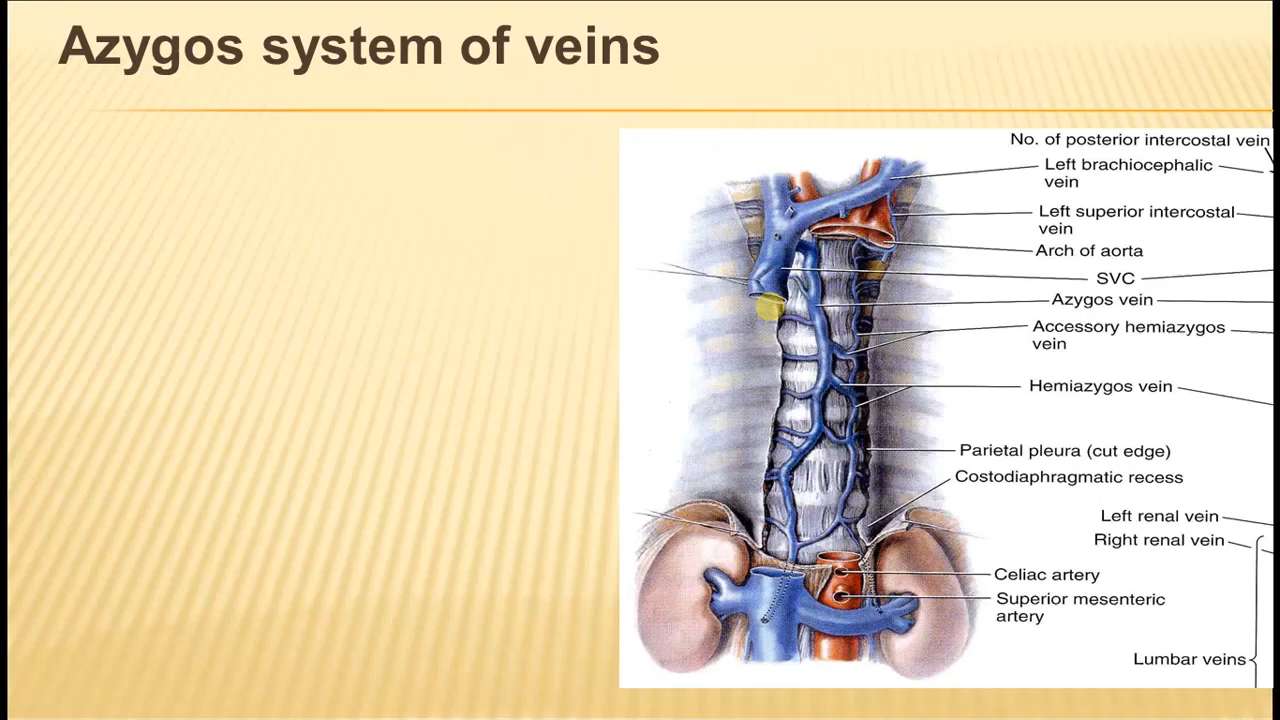 Azygos system of veins
No. of posterior intercostal vein
Left brachiocephalic
vein
Left superior intercostal
vein
Arch of aorta
SVC
Azygos vein
Accessory hemiazygos
vein
Hemiazygos vein
Parietal pleura (cut edge)
Costodiaphragmatic recess
Left renal vein
Right renal vein
Celiac artery
Superior mesenteric
artery
Lumbar veins